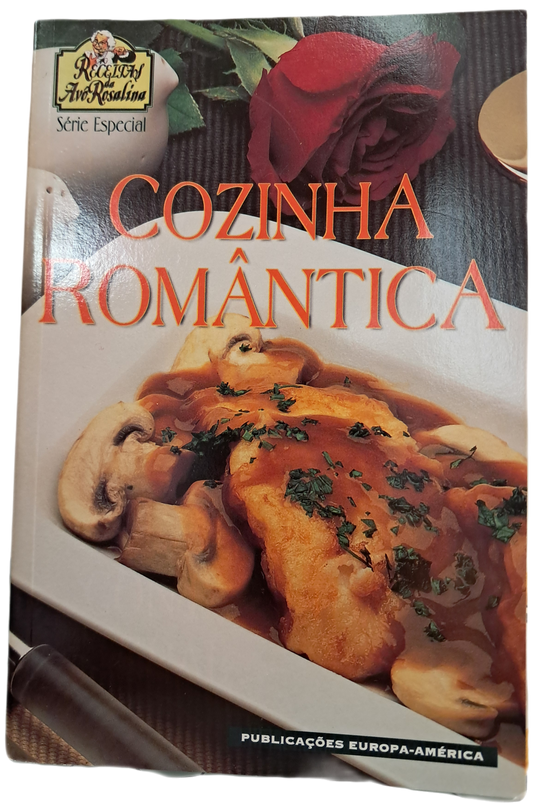 RECEITAS
da
Avó Rosalina
Série Especial
COZINHA
ROMÂNTICA
PUBLICAÇÕES EUROPA-AMÉRICA